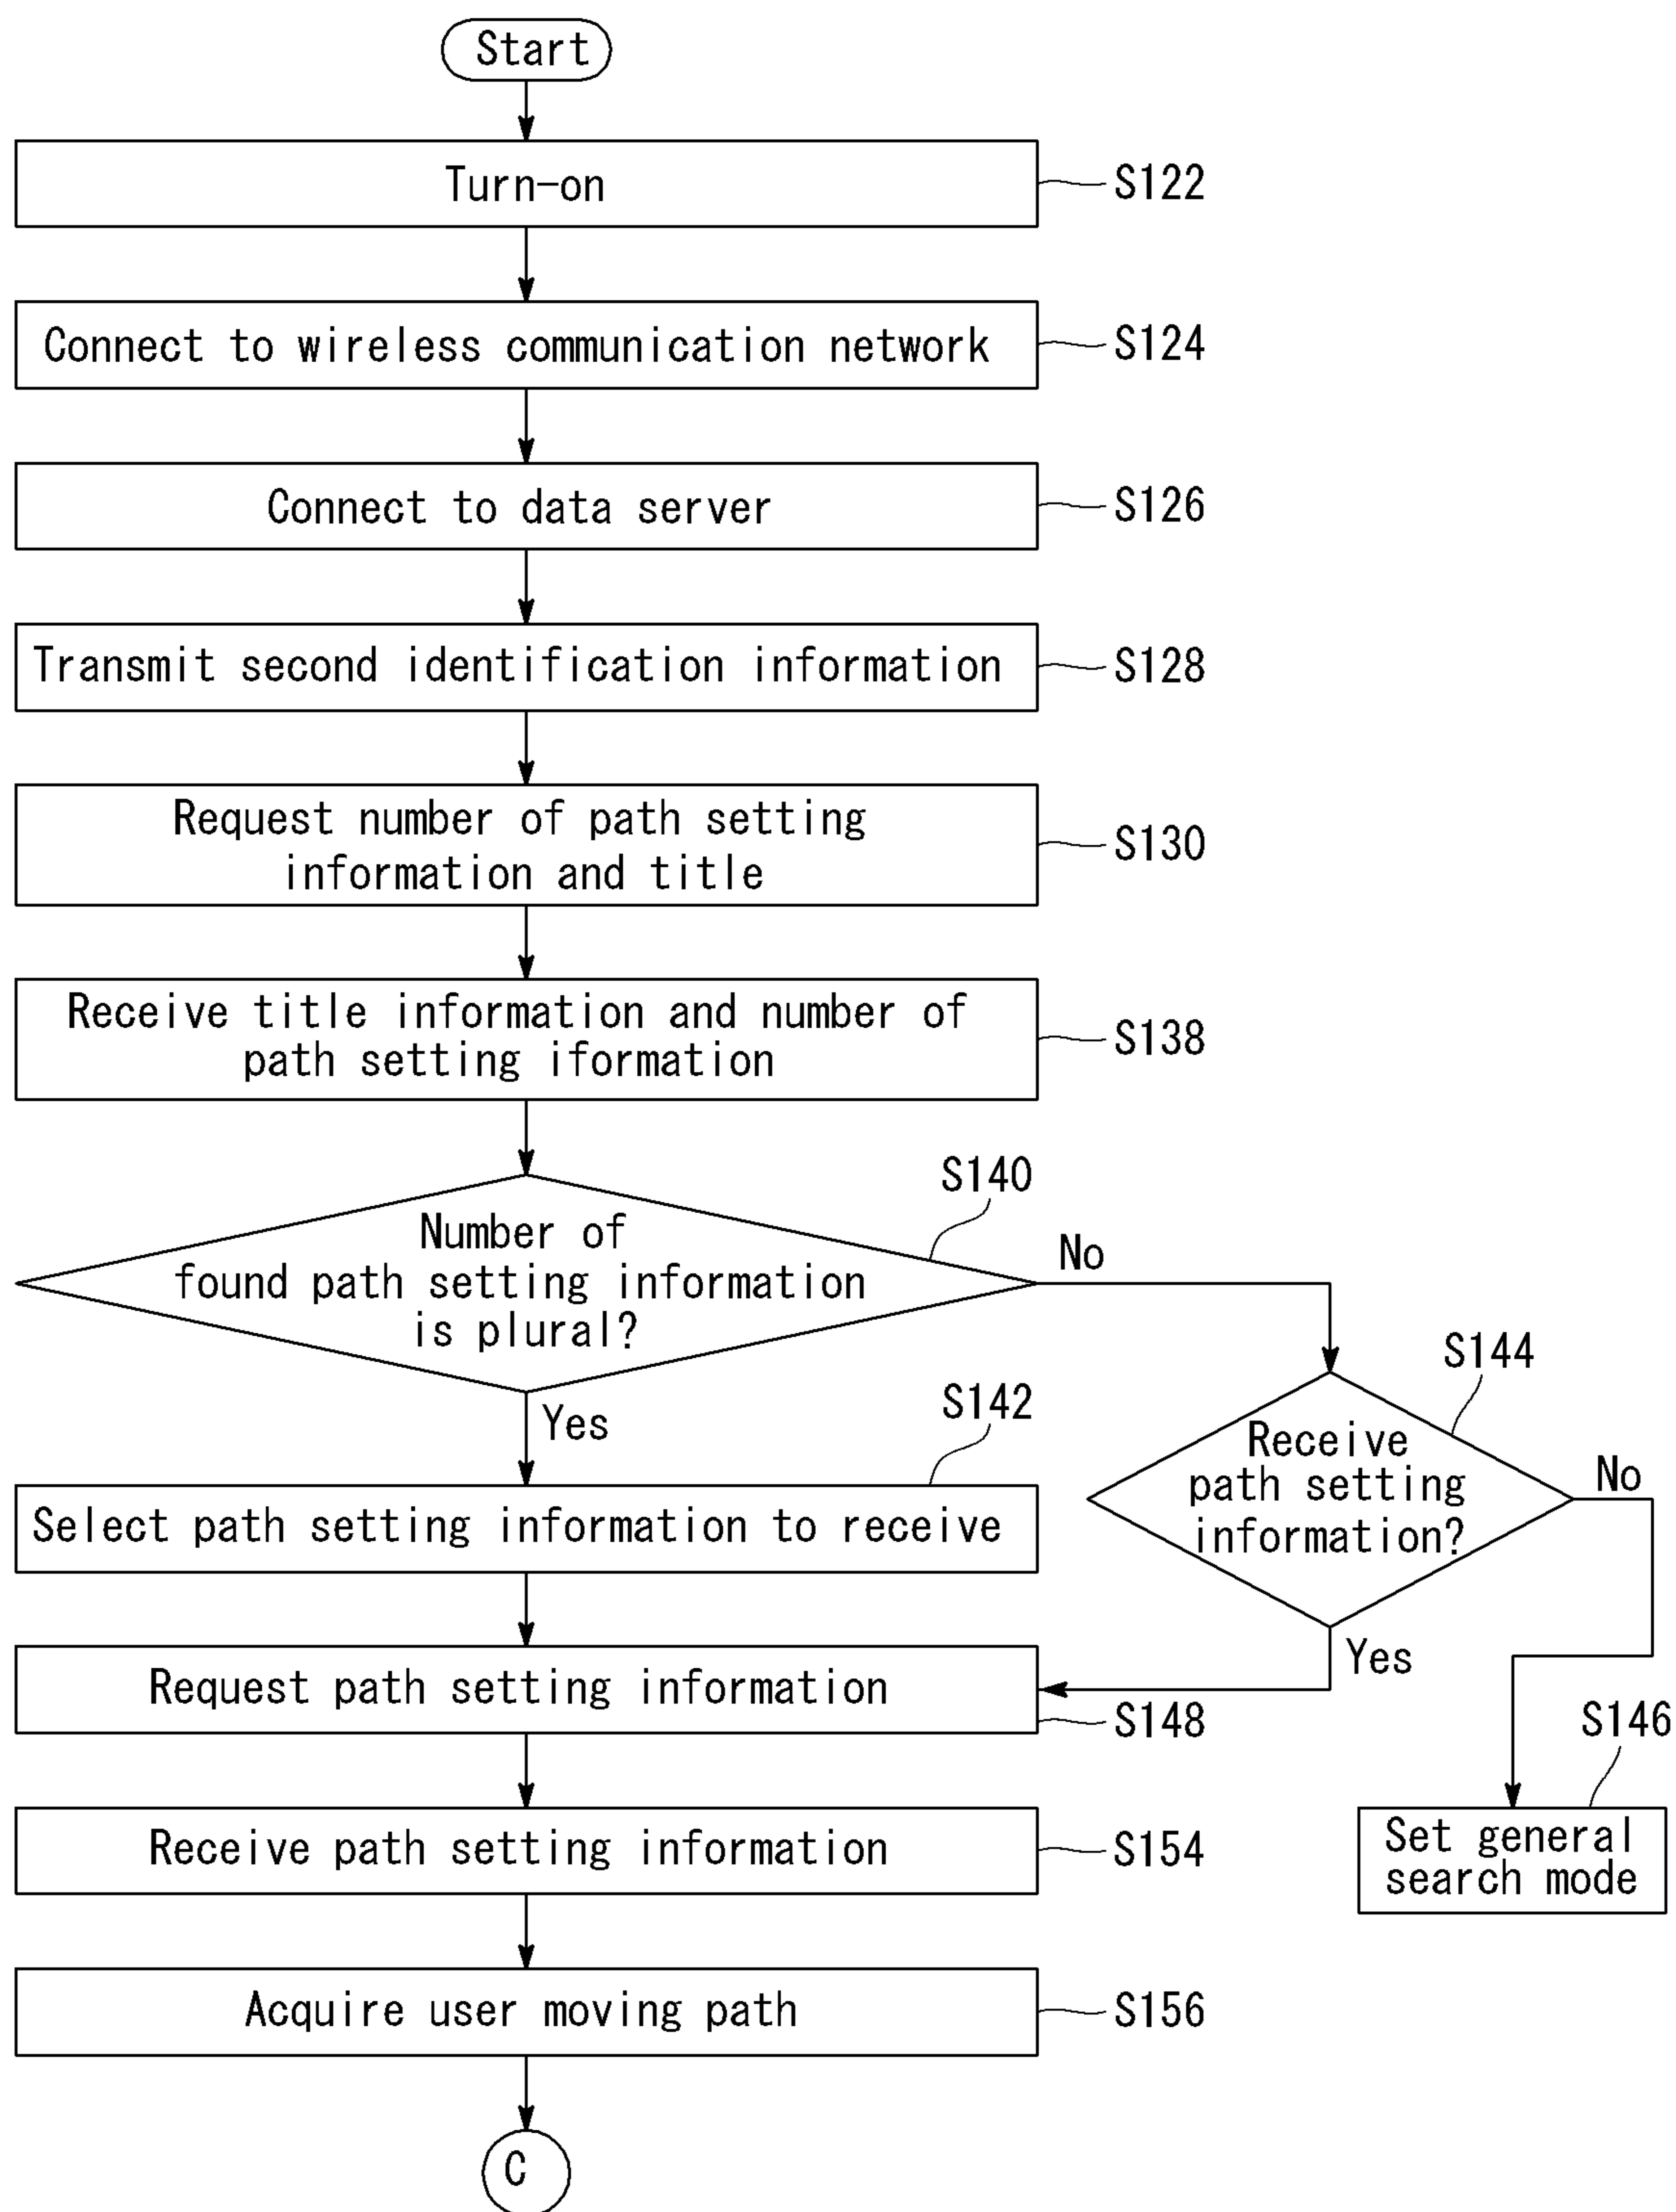 Start
Turn-on
S122
Connect to wireless communication network
S124
Connect to data server
S126
Transmit second identification information
S128
Request number of path setting
information and title
S130
Receive title information and number of
path setting iformation
S138
S140
Number of
found path setting information
is plural?
No
Yes
S142
Select path setting information to receive
S144
Receive
path setting
information?
No
Yes
Request path setting information
S148
S146
Set general
search mode
Receive path setting information
S154
Acquire user moving path
S156
C